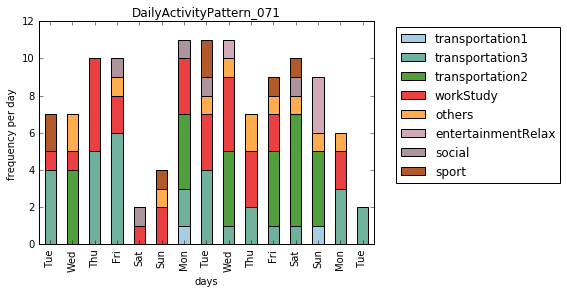 DailyActivityPattern_071
12
10
8
6
4
2
0
frequency per day
Tue
Wed
Thu
Fri
Sat
Sun
Mon
Tue
Wed
Thu
Fri
Sat
Sun
Mon
Tue
days
transportation1
transportation3
transportation2
workStudy
others
entertainmentRelax
social
sport